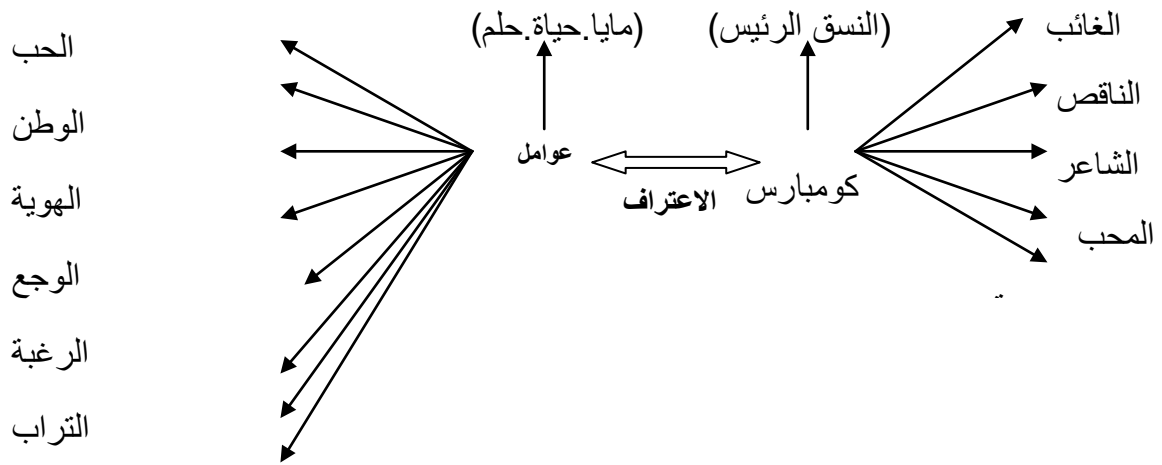 الغائب
(النسق الرئيس)
(مايا.حياة.حلم)
الحب
الناقص
الوطن
الشاعر
عوامل
كومبارس
الاعتراف
الهوية
المحب
الوجع
الرغبة
التراب